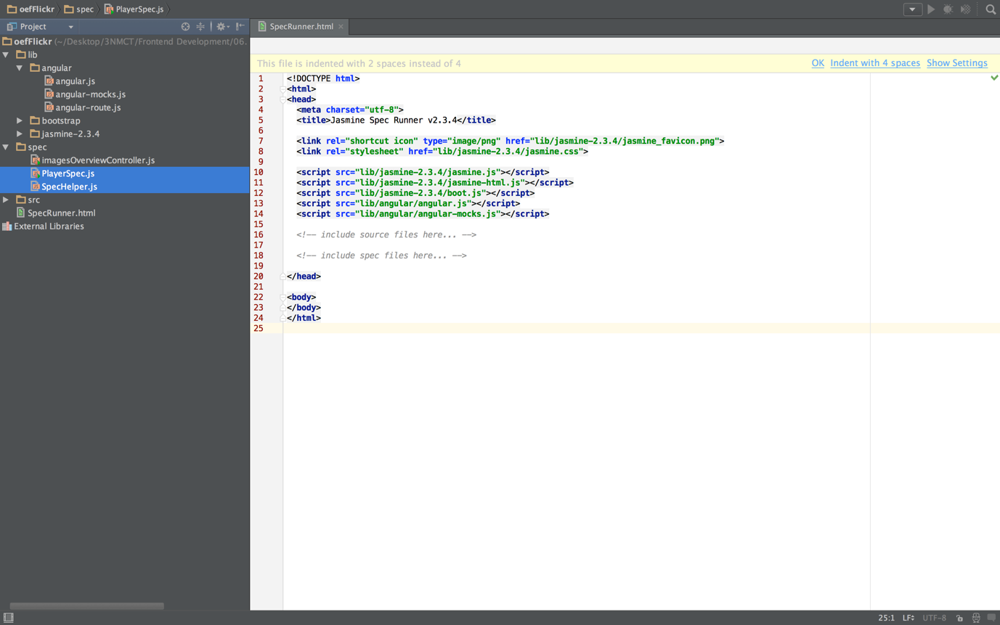 oefFlickr spec PlayerSpec.js
Project
SpecRunner.html
oefFlickr (~/Desktop/3NMCT/Frontend Development/06.
lib
angular
angular.js
angular-mocks.js
angular-route.js
bootstrap
jasmine-2.3.4
spec
imagesOverviewController.js
PlayerSpec.js
SpecHelper.js
src
SpecRunner.html
External Libraries
This file is indented with 2 spaces instead of 4 OK Indent with 4 spaces Show Settings
1 <!DOCTYPE html>
2 <html>
3 <head>
4 <meta charset="utf-8">
5 <title>Jasmine Spec Runner v2.3.4</title>
6
7 <link rel="shortcut icon" type="image/png" href="lib/jasmine-2.3.4/jasmine_favicon.png">
8 <link rel="stylesheet" href="lib/jasmine-2.3.4/jasmine.css">
9
10 <script src="lib/jasmine-2.3.4/jasmine.js"></script>
11 <script src="lib/jasmine-2.3.4/jasmine-html.js"></script>
12 <script src="lib/jasmine-2.3.4/boot.js"></script>
13 <script src="lib/angular/angular.js"></script>
14 <script src="lib/angular/angular-mocks.js"></script>
15
16 <!-- include source files here... -->
17
18 <!-- include spec files here... -->
19
20 </head>
21
22 <body>
23 </body>
24 </html>
25
25:1 LF UTF-8